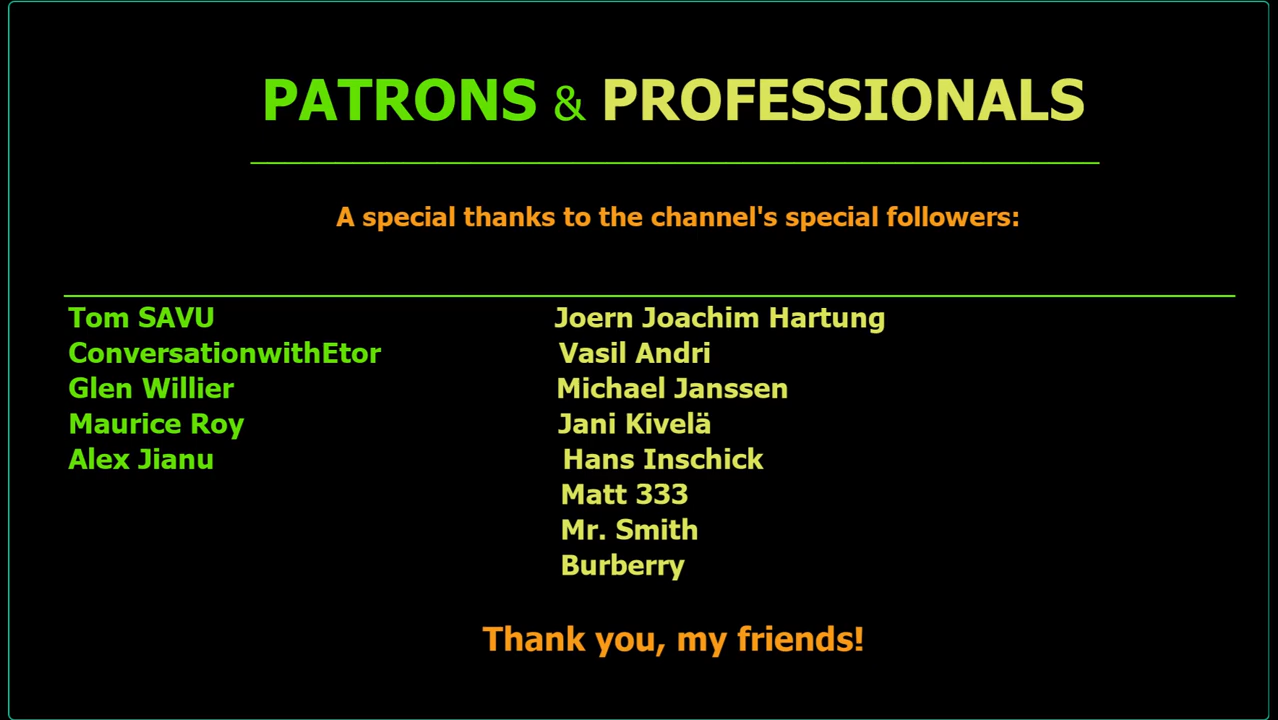 PATRONS & PROFESSIONALS
A special thanks to the channel's special followers:
Tom SAVU
ConversationwithEtor
Glen Willier
Maurice Roy
Alex Jianu
Joern Joachim Hartung
Vasil Andri
Michael Janssen
Jani Kivelä
Hans Inschick
Matt 333
Mr. Smith
Burberry
Thank you, my friends!